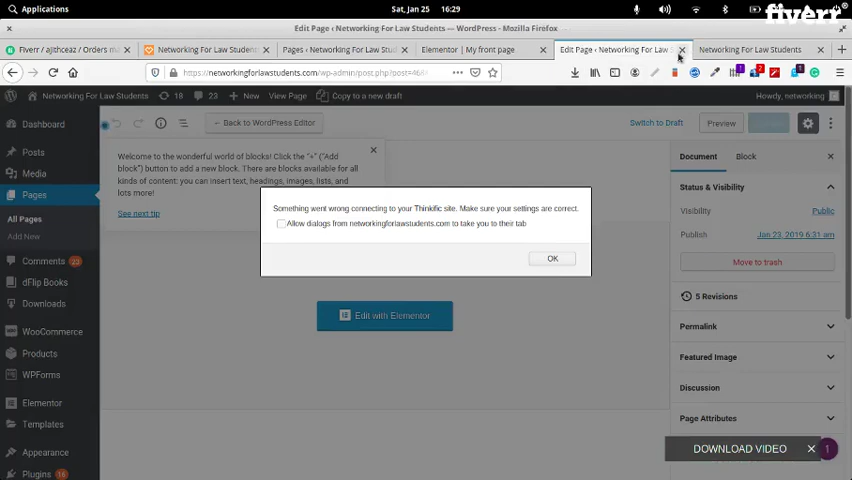 Applications
Sat, Jan 25
16:29
fiverr
Edit Page ‹ Networking For Law Students — WordPress - Mozilla Firefox
Fiverr / ajithceaz / Orders ma
Networking For Law Students
Pages ‹ Networking For Law Stud
Elementor | My front page
Edit Page ‹ Networking For Law S
Networking For Law Students
https://networkingforlawstudents.com/wp-admin/post.php?post=468
Networking For Law Students
18
23
New
View Page
Copy to a new draft
Howdy, networking
Dashboard
Posts
Media
Pages
All Pages
Add New
Comments 23
dFlip Books
Downloads
WooCommerce
Products
WPForms
Elementor
Templates
Appearance
Plugins 16
← Back to WordPress Editor
Switch to Draft
Preview
Welcome to the wonderful world of blocks! Click the "+" ("Add
block") button to add a new block. There are blocks available for all
kinds of content: you can insert text, headings, images, lists, and
lots more!
See next tip
Something went wrong connecting to your Thinkific site. Make sure your settings are correct.
Allow dialogs from networkingforlawstudents.com to take you to their tab
OK
Edit with Elementor
Document
Block
Status & Visibility
Visibility
Public
Publish
Jan 23, 2019 6:31 am
Move to trash
5 Revisions
Permalink
Featured Image
Discussion
Page Attributes
DOWNLOAD VIDEO
1